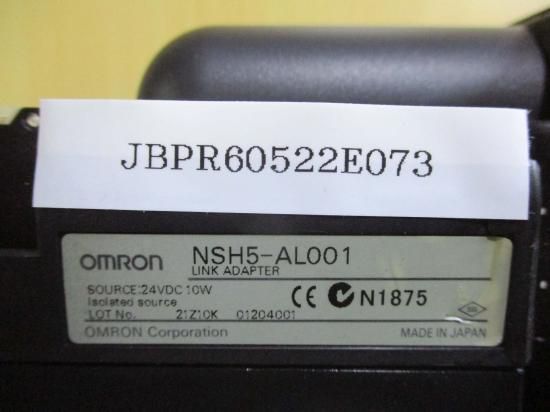 JBPR60522E073
OMRON NSH5-AL001
LINK ADAPTER
SOURCE:24VDC 10W
Isolated source
CE N1875
LOT No. 21Z10K 01204001
OMRON Corporation MADE IN JAPAN